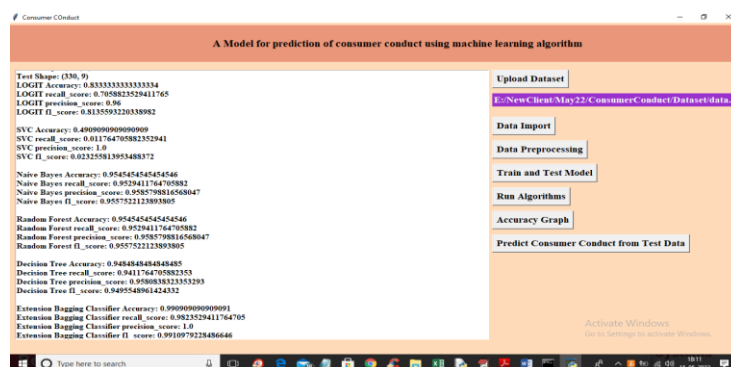 Consumer COnduct
A Model for prediction of consumer conduct using machine learning algorithm
Test Shape: (330, 9)
LOGIT Accuracy: 0.8333333333333334
LOGIT recall_score: 0.7058823529411765
LOGIT precision_score: 0.96
LOGIT f1_score: 0.8135593220338982
SVC Accuracy: 0.4909090909090909
SVC recall_score: 0.011764705882352941
SVC precision_score: 1.0
SVC f1_score: 0.023255813953488372
Naive Bayes Accuracy: 0.9545454545454546
Naive Bayes recall_score: 0.9529411764705882
Naive Bayes precision_score: 0.9585798816568047
Naive Bayes f1_score: 0.9557522123893805
Random Forest Accuracy: 0.9545454545454546
Random Forest recall_score: 0.9529411764705882
Random Forest precision_score: 0.9585798816568047
Random Forest f1_score: 0.9557522123893805
Decision Tree Accuracy: 0.9484848484848485
Decision Tree recall_score: 0.9411764705882353
Decision Tree precision_score: 0.9580838323353293
Decision Tree f1_score: 0.9495548961424332
Extension Bagging Classifier Accuracy: 0.990909090909091
Extension Bagging Classifier recall_score: 0.9823529411764705
Extension Bagging Classifier precision_score: 1.0
Extension Bagging Classifier f1_score: 0.9910979228486646
Upload Dataset
E:/NewClient/May22/ConsumerConduct/Dataset/data.
Data Import
Data Preprocessing
Train and Test Model
Run Algorithms
Accuracy Graph
Predict Consumer Conduct from Test Data
Activate Windows
Go to Settings to activate Windows.
Type here to search
18:11